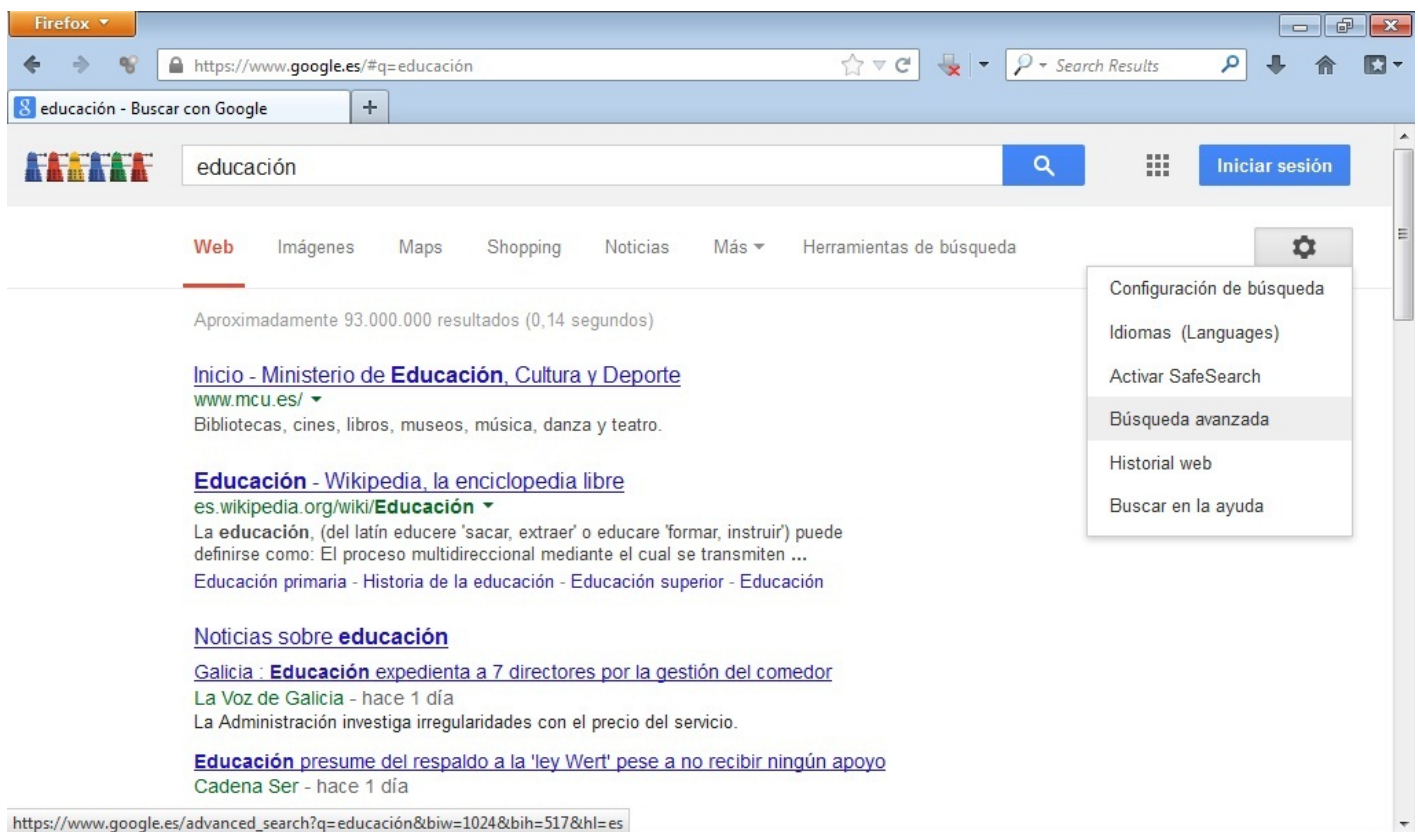 Firefox
https://www.google.es/#q=educación
Search Results
educación - Buscar con Google
educación
Iniciar sesión
Web Imágenes Maps Shopping Noticias Más Herramientas de búsqueda
Configuración de búsqueda
Idiomas (Languages)
Activar SafeSearch
Búsqueda avanzada
Historial web
Buscar en la ayuda
Aproximadamente 93.000.000 resultados (0,14 segundos)
Inicio - Ministerio de Educación, Cultura y Deporte
www.mcu.es/
Bibliotecas, cines, libros, museos, música, danza y teatro.
Educación - Wikipedia, la enciclopedia libre
es.wikipedia.org/wiki/Educación
La educación, (del latín educere 'sacar, extraer' o educare 'formar, instruir') puede
definirse como: El proceso multidireccional mediante el cual se transmiten ...
Educación primaria - Historia de la educación - Educación superior - Educación
Noticias sobre educación
Galicia : Educación expedienta a 7 directores por la gestión del comedor
La Voz de Galicia - hace 1 día
La Administración investiga irregularidades con el precio del servicio.
Educación presume del respaldo a la 'ley Wert' pese a no recibir ningún apoyo
Cadena Ser - hace 1 día
https://www.google.es/advanced_search?q=educación&biw=1024&bih=517&hl=es